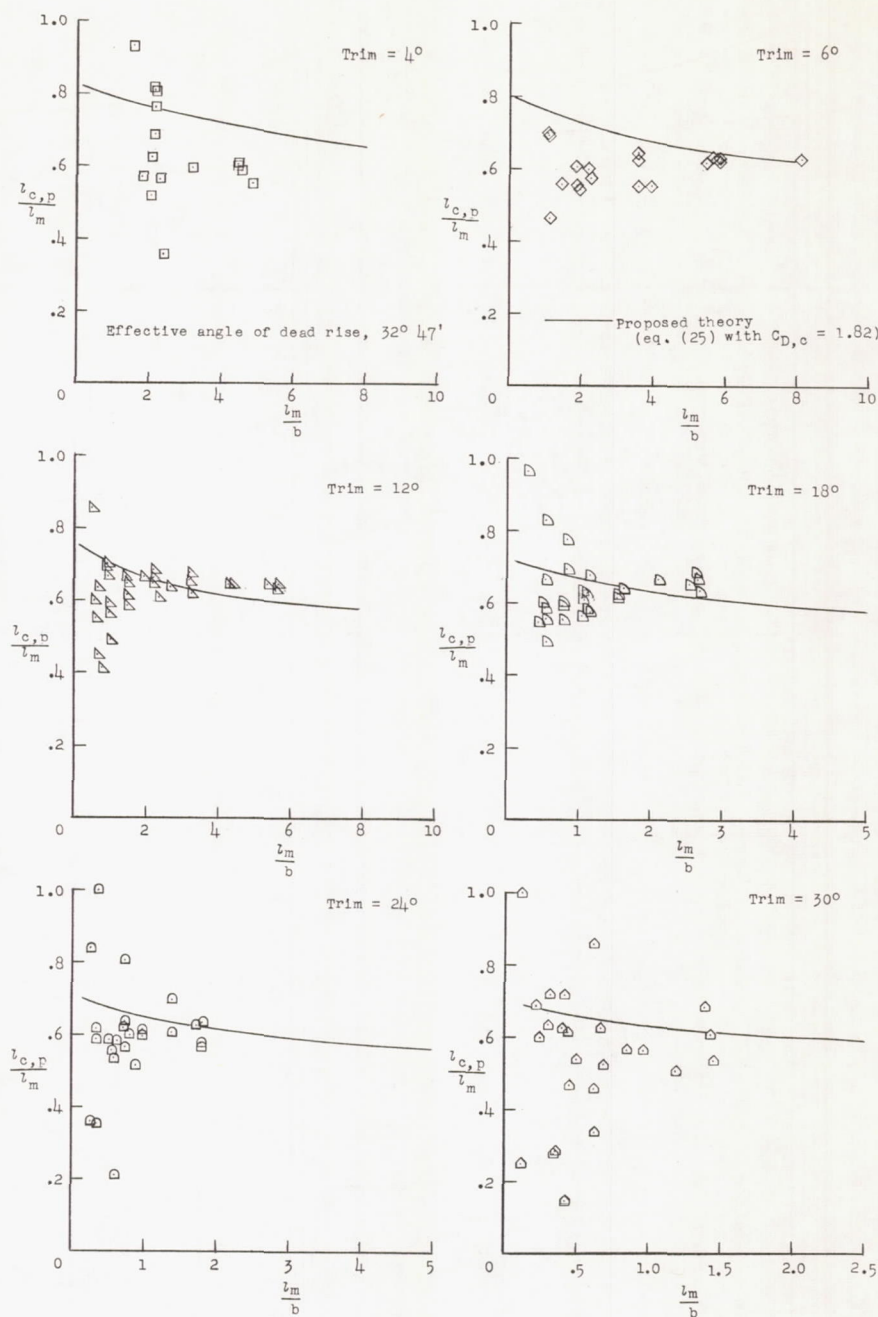 Trim = 4°
1.0
.8
.6
.4
.2
0
l_c,p
l_m
Effective angle of dead rise, 32° 47'
2 4 6 8 10
l_m
b
Trim = 6°
1.0
.8
.6
.4
.2
0
l_c,p
l_m
Proposed theory
(eq. (25) with C_D,c = 1.82)
2 4 6 8 10
l_m
b
Trim = 12°
1.0
.8
.6
.4
.2
0
l_c,p
l_m
2 4 6 8 10
l_m
b
Trim = 18°
1.0
.8
.6
.4
.2
0
l_c,p
l_m
1 2 3 4 5
l_m
b
Trim = 24°
1.0
.8
.6
.4
.2
0
l_c,p
l_m
1 2 3 4 5
l_m
b
Trim = 30°
1.0
.8
.6
.4
.2
0
l_c,p
l_m
.5 1.0 1.5 2.0 2.5
l_m
b